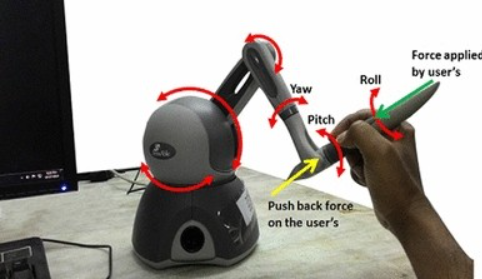 Force applied
by user's
Roll
Yaw
Pitch
Push back force
on the user's